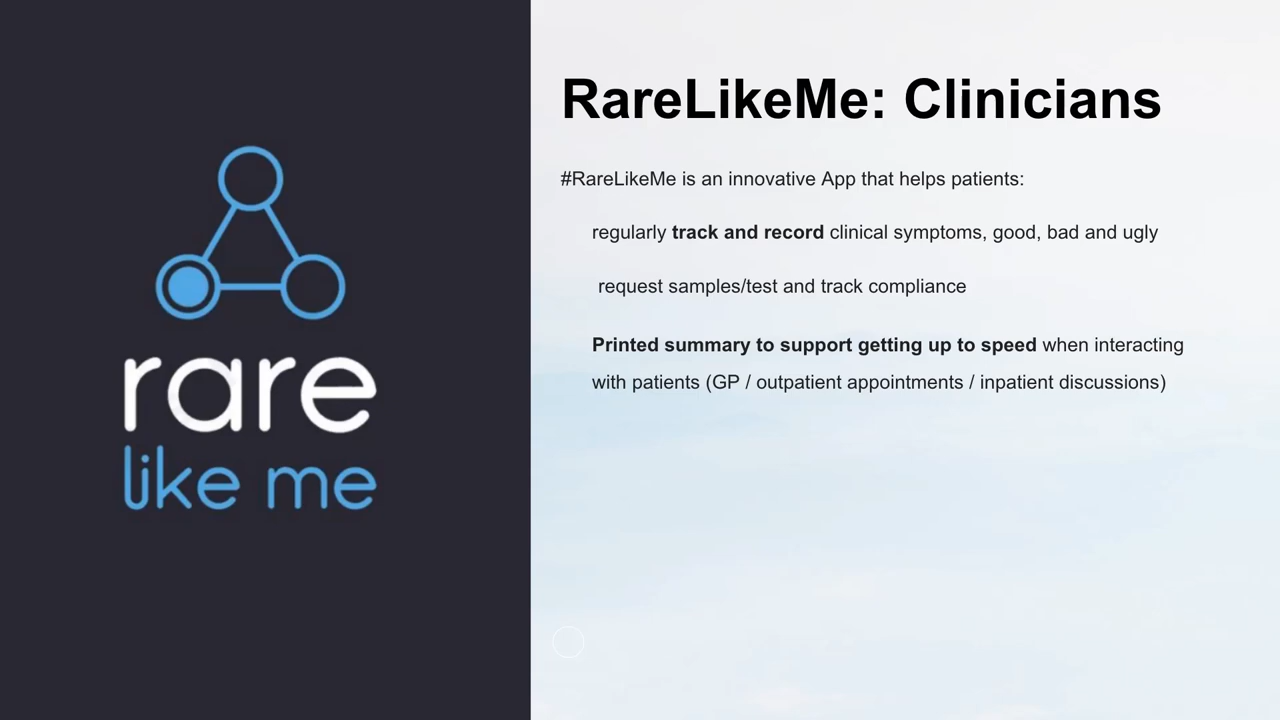 rare
like me
RareLikeMe: Clinicians
#RareLikeMe is an innovative App that helps patients:
regularly track and record clinical symptoms, good, bad and ugly
request samples/test and track compliance
Printed summary to support getting up to speed when interacting
with patients (GP / outpatient appointments / inpatient discussions)